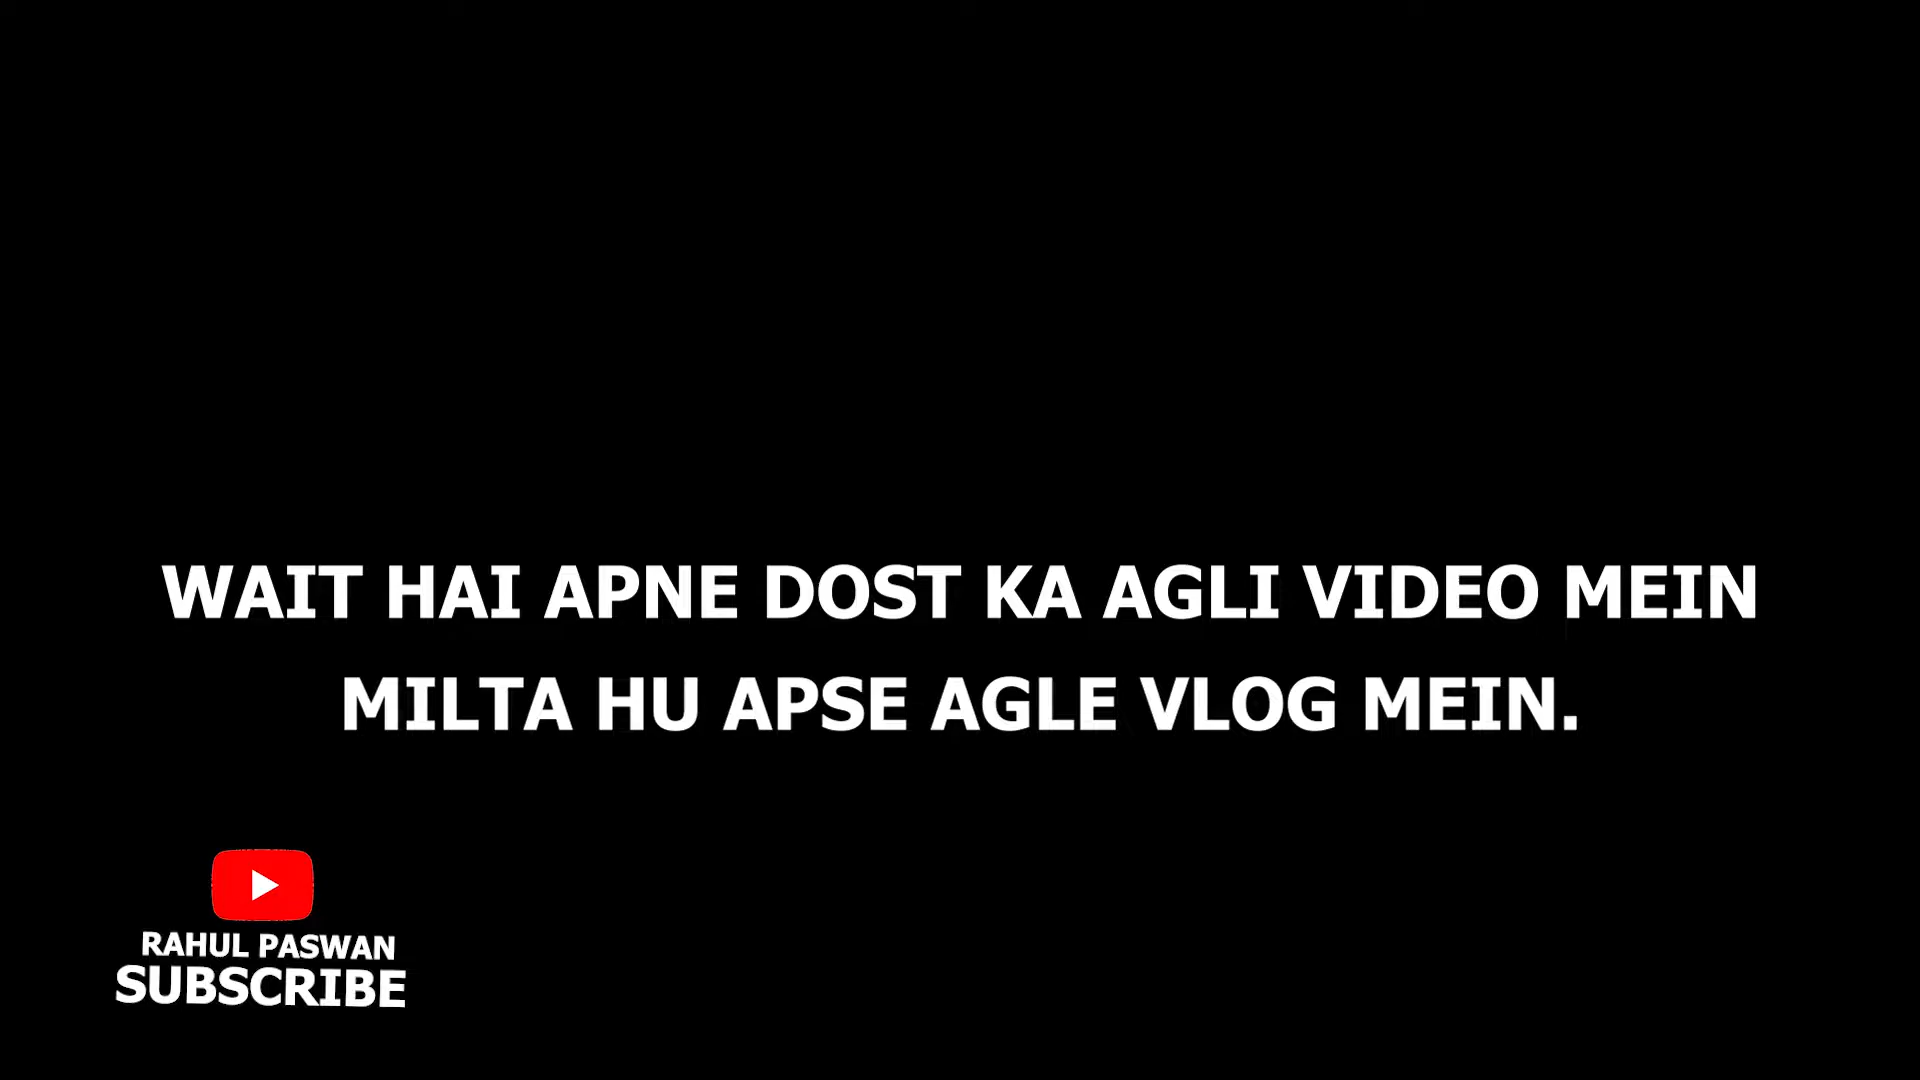 WAIT HAI APNE DOST KA AGLI VIDEO MEIN
MILTA HU APSE AGLE VLOG MEIN.
RAHUL PASWAN
SUBSCRIBE